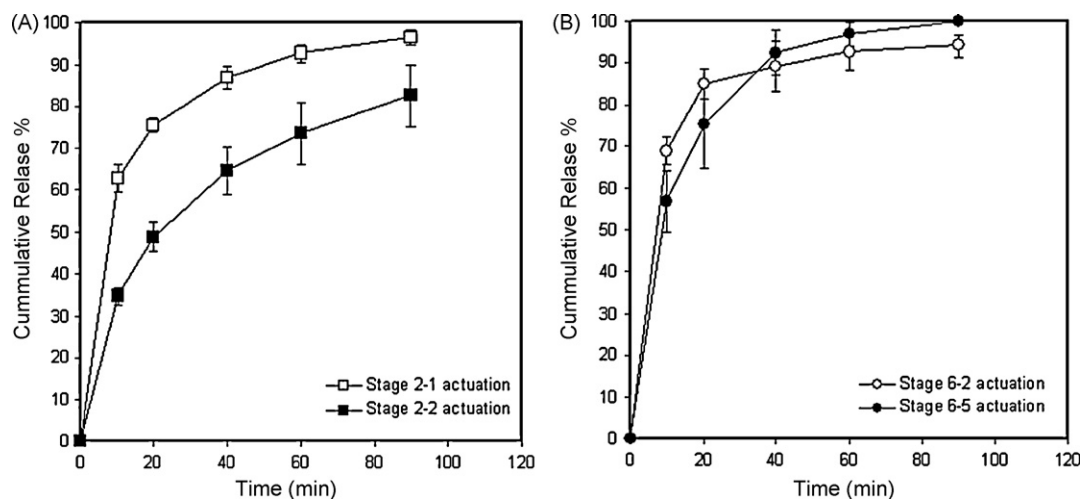 (A)
100
90
80
70
60
50
40
30
20
10
0
Cummulative Relase %
0 20 40 60 80 100 120
Time (min)
Stage 2-1 actuation
Stage 2-2 actuation
(B)
100
90
80
70
60
50
40
30
20
10
0
Cummulative Relase %
0 20 40 60 80 100 120
Time (min)
Stage 6-2 actuation
Stage 6-5 actuation